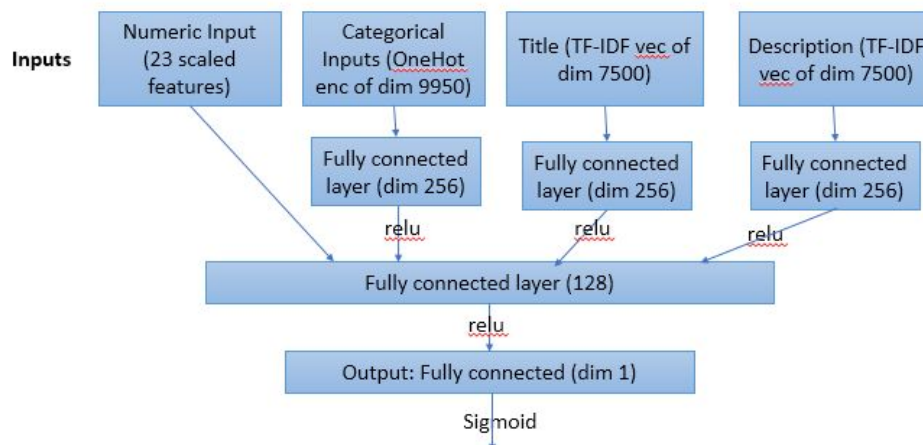 Inputs
Numeric Input
(23 scaled
features)
Categorical
Inputs (OneHot
enc of dim 9950)
Title (TF-IDF vec of
dim 7500)
Description (TF-IDF
vec of dim 7500)
Fully connected
layer (dim 256)
Fully connected
layer (dim 256)
Fully connected
layer (dim 256)
relu
relu
relu
Fully connected layer (128)
relu
Output: Fully connected (dim 1)
Sigmoid